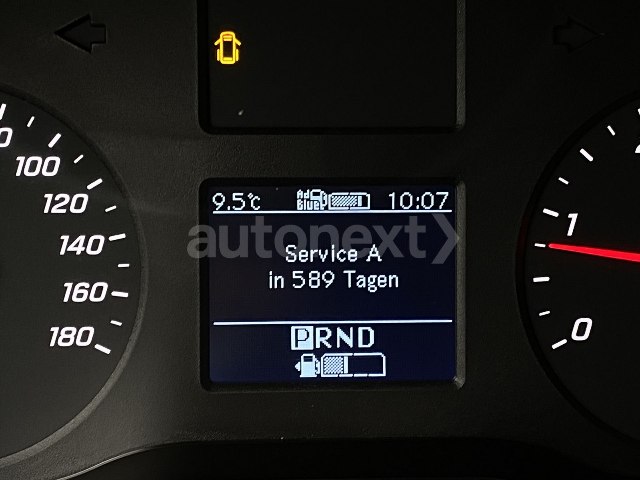 9.5°C AdBlue 10:07
autonext
Service A
in 589 Tagen
PRND
100
120
140
160
180
1
0